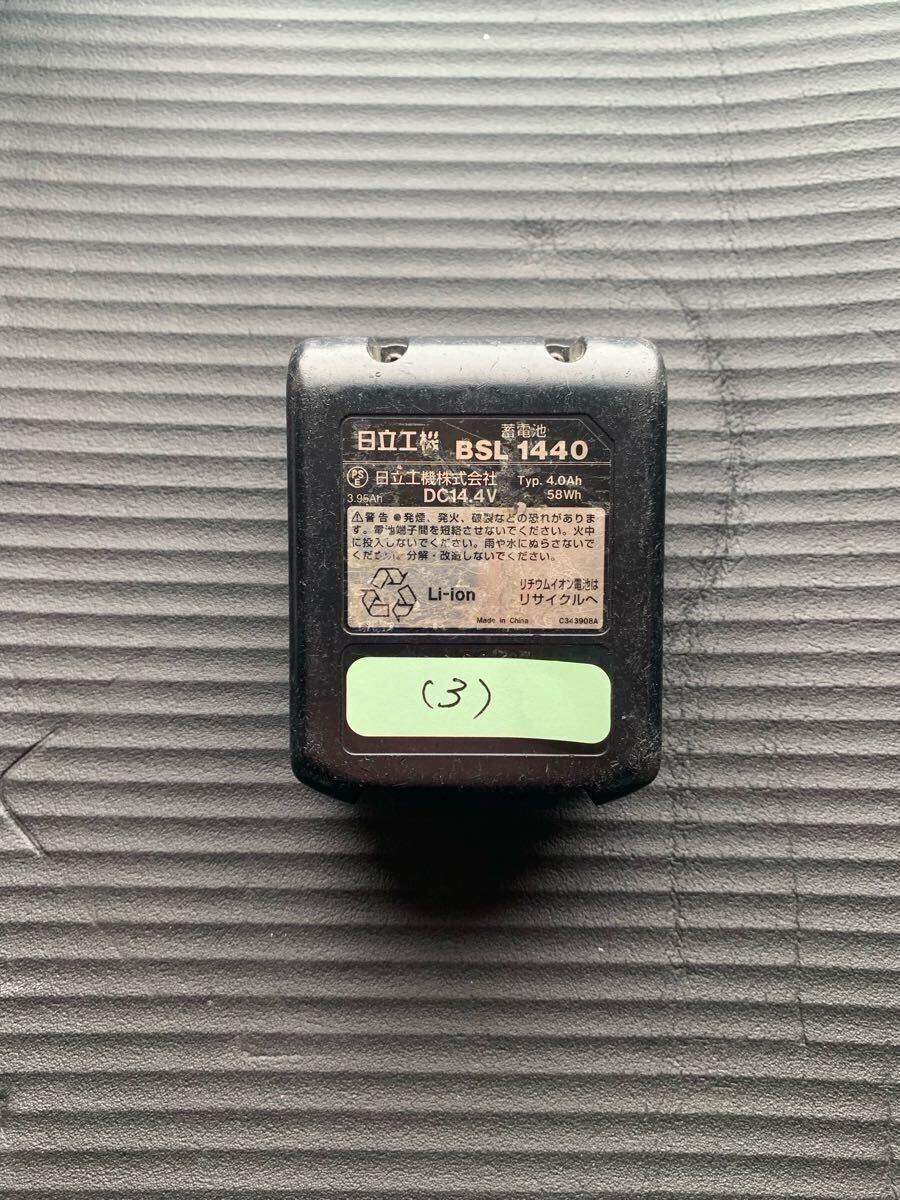 蓄電池
日立工機 BSL 1440
PSE 日立工機株式会社 Typ. 4.0Ah
3.95Ah DC14.4V 58Wh
⚠警告 ●発煙、発火、破裂などの恐れがありま
す。電池端子間を短絡させないでください。火中
に投入しないでください。雨や水にぬらさないで
ください。分解・改造しないでください。
リチウムイオン電池は
Li-ion リサイクルへ
Made in China C343908A
(3)